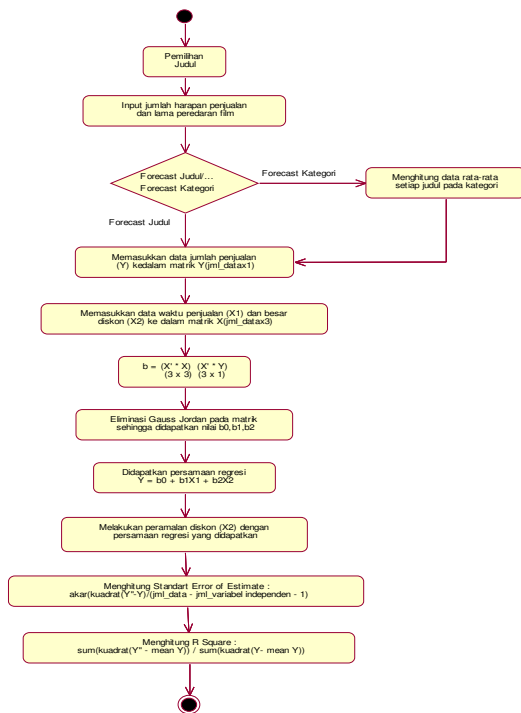 Pemilihan
Judul
Input jumlah harapan penjualan
dan lama peredaran film
Forecast Judul/...
Forecast Kategori
Forecast Kategori
Menghitung data rata-rata
setiap judul pada kategori
Forecast Judul
Memasukkan data jumlah penjualan
(Y) kedalam matrik Y(jml_datax1)
Memasukkan data waktu penjualan (X1) dan besar
diskon (X2) ke dalam matrik X(jml_datax3)
b = (X' * X) (X' * Y)
(3 x 3) (3 x 1)
Eliminasi Gauss Jordan pada matrik
sehingga didapatkan nilai b0,b1,b2
Didapatkan persamaan regresi
Y = b0 + b1X1 + b2X2
Melakukan peramalan diskon (X2) dengan
persamaan regresi yang didapatkan
Menghitung Standart Error of Estimate :
akar(kuadrat(Y"-Y)/(jml_data - jml_variabel independen - 1)
Menghitung R Square :
sum(kuadrat(Y" - mean Y)) / sum(kuadrat(Y- mean Y))